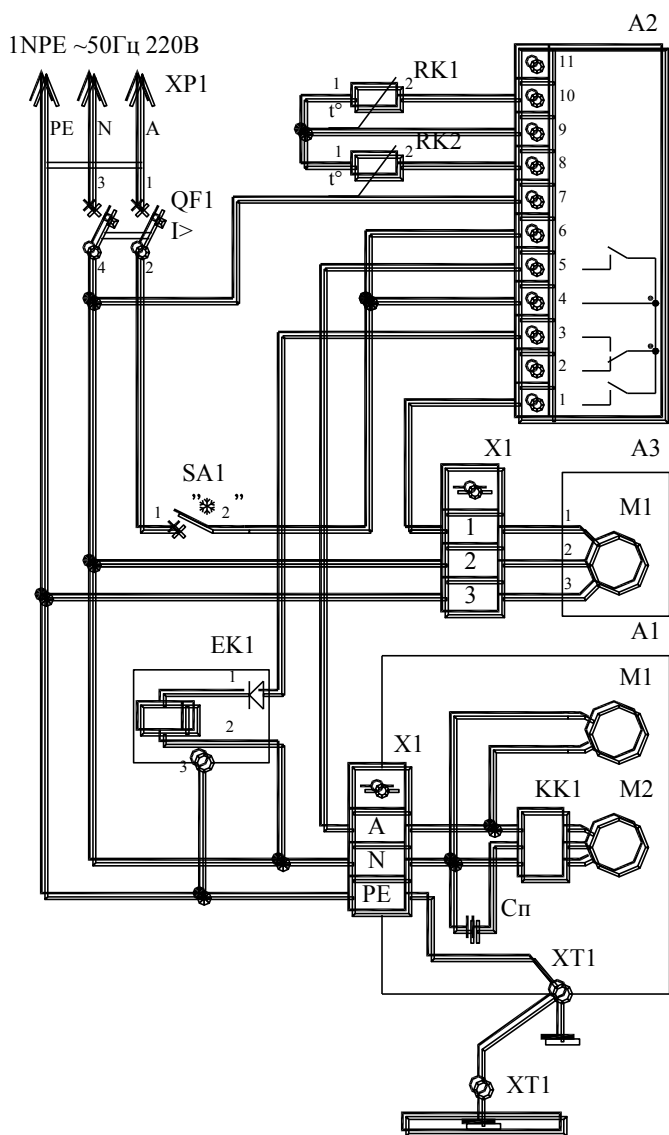 A2
1NPE ~50Гц 220В
11
1 2 RK1
XP1
10
t°
PE N A
9
1 2 RK2
8
3 1
t°
7
QF1
I>
6
4 2
5
4
3
2
1
SA1
X1
A3
" "
1 2
1
1
M1
2
2
3
3
EK1
A1
1
M1
2
X1
3
KK1
M2
A
N
PE
Cп
XT1
XT1